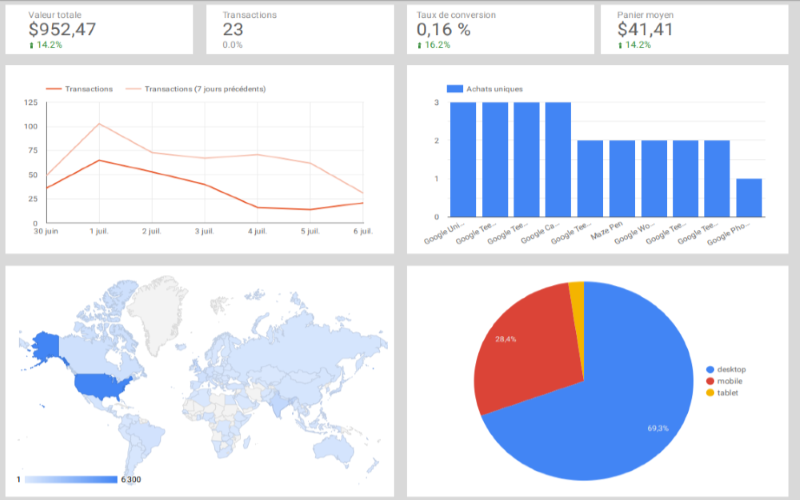 Valeur totale
$952,47
14.2%
Transactions
23
0.0%
Taux de conversion
0,16 %
16.2%
Panier moyen
$41,41
14.2%
Transactions
Transactions (7 jours précédents)
125
100
75
50
25
0
30 juin
1 juil.
2 juil.
3 juil.
4 juil.
5 juil.
6 juil.
Achats uniques
3
2
1
0
Google Uni...
Google Tee...
Google Tee...
Google Ca...
Google Tee...
Maze Pen
Google Wo...
Google Tee...
Google Tee...
Google Pho...
1
6 300
28,4%
69,3%
desktop
mobile
tablet